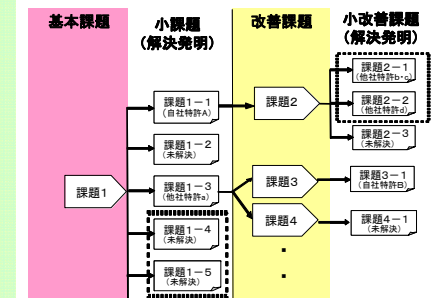 基本課題
小課題
（解決発明）
改善課題
小改善課題
（解決発明）
課題1
課題1－1
（自社特許A）
課題1－2
（未解決）
課題1－3
（他社特許a）
課題1－4
（未解決）
課題1－5
（未解決）
課題2
課題3
課題4
・
・
課題2－1
（他社特許b・c）
課題2－2
（他社特許d）
課題2－3
（未解決）
課題3－1
（自社特許B）
課題4－1
（未解決）